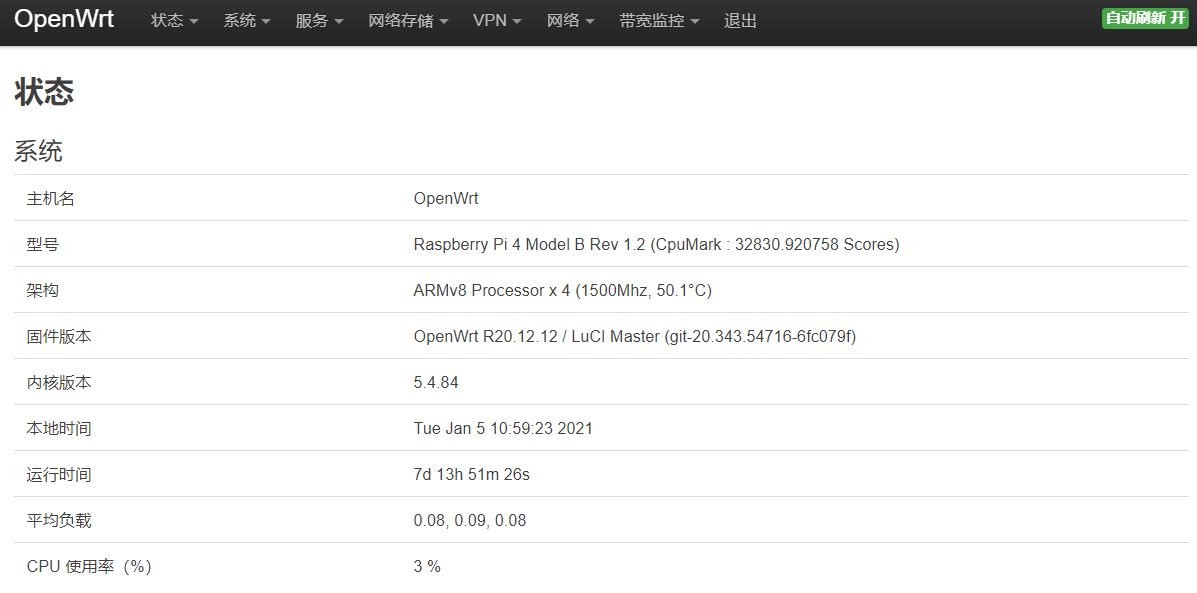 OpenWrt 状态 系统 服务 网络存储 VPN 网络 带宽监控 退出 自动刷新 开
状态
系统
主机名 OpenWrt
型号 Raspberry Pi 4 Model B Rev 1.2 (CpuMark : 32830.920758 Scores)
架构 ARMv8 Processor x 4 (1500Mhz, 50.1°C)
固件版本 OpenWrt R20.12.12 / LuCI Master (git-20.343.54716-6fc079f)
内核版本 5.4.84
本地时间 Tue Jan 5 10:59:23 2021
运行时间 7d 13h 51m 26s
平均负载 0.08, 0.09, 0.08
CPU 使用率（%） 3 %